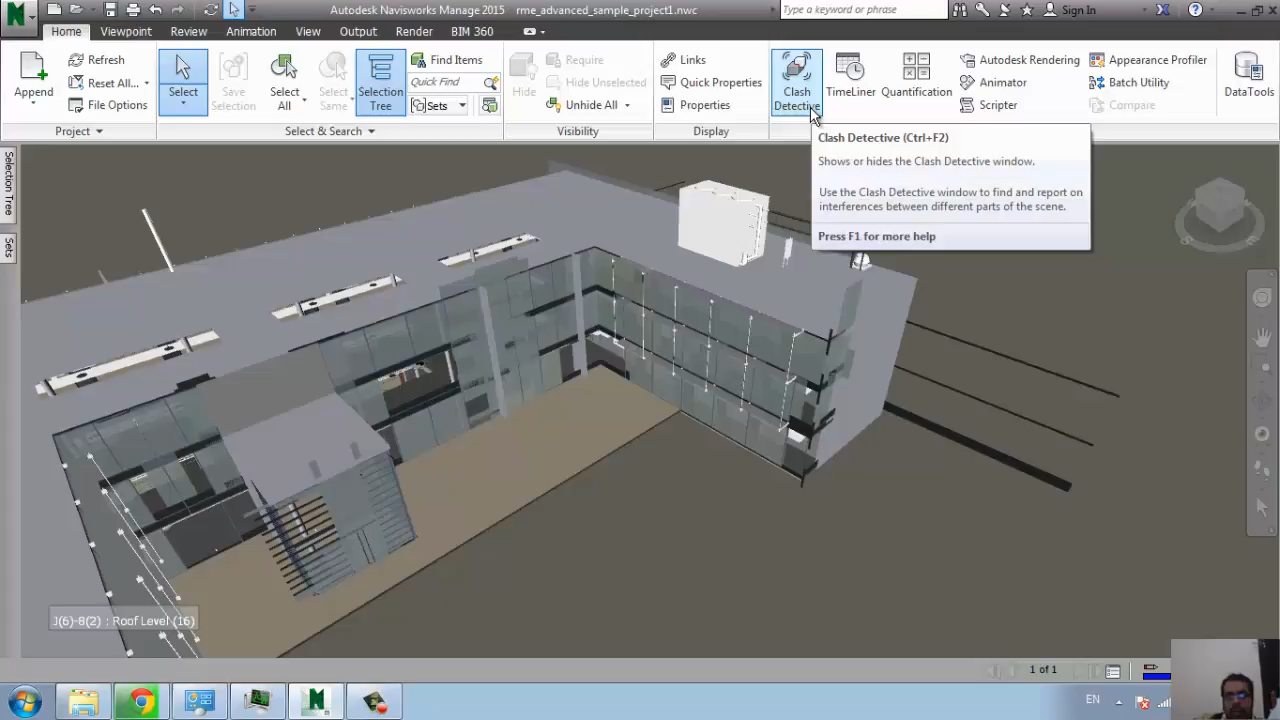 Autodesk Navisworks Manage 2015 rme_advanced_sample_project1.nwc
Type a keyword or phrase
Sign In
Home Viewpoint Review Animation View Output Render BIM 360
Append
Refresh
Reset All...
File Options
Project
Select
Save Selection
Select All
Select Same
Selection Tree
Find Items
Quick Find
Sets
Select & Search
Hide
Require
Hide Unselected
Unhide All
Visibility
Links
Quick Properties
Properties
Display
Clash Detective
TimeLiner
Quantification
Autodesk Rendering
Animator
Scripter
Appearance Profiler
Batch Utility
Compare
DataTools
Clash Detective (Ctrl+F2)
Shows or hides the Clash Detective window.
Use the Clash Detective window to find and report on
interferences between different parts of the scene.
Press F1 for more help
Selection Tree
Sets
J(6)-8(2) : Roof Level (16)
1 of 1
EN